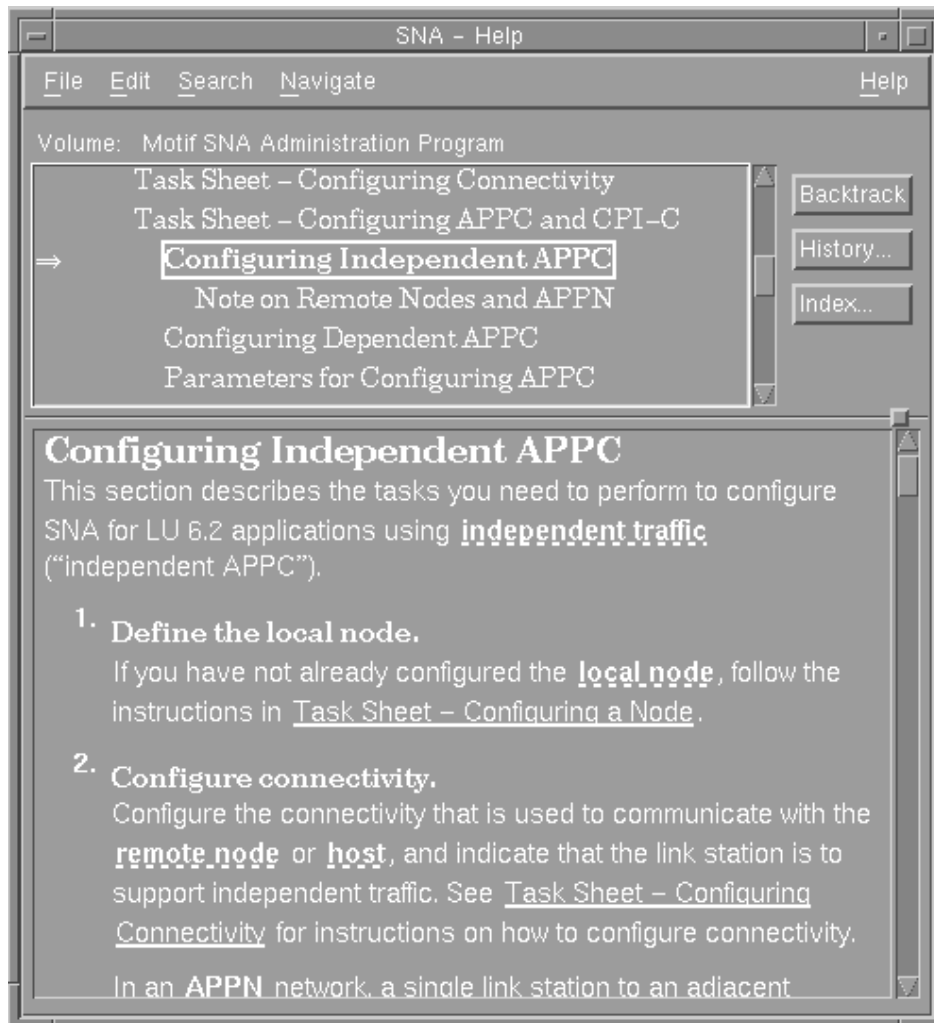 SNA – Help
File Edit Search Navigate Help
Volume: Motif SNA Administration Program
Task Sheet – Configuring Connectivity
Task Sheet – Configuring APPC and CPI–C
⇒ Configuring Independent APPC
Note on Remote Nodes and APPN
Configuring Dependent APPC
Parameters for Configuring APPC
Backtrack
History...
Index...
Configuring Independent APPC
This section describes the tasks you need to perform to configure
SNA for LU 6.2 applications using independent traffic
(“independent APPC”).
1. Define the local node.
If you have not already configured the local node, follow the
instructions in Task Sheet – Configuring a Node.
2. Configure connectivity.
Configure the connectivity that is used to communicate with the
remote node or host, and indicate that the link station is to
support independent traffic. See Task Sheet – Configuring
Connectivity for instructions on how to configure connectivity.
In an APPN network, a single link station to an adjacent